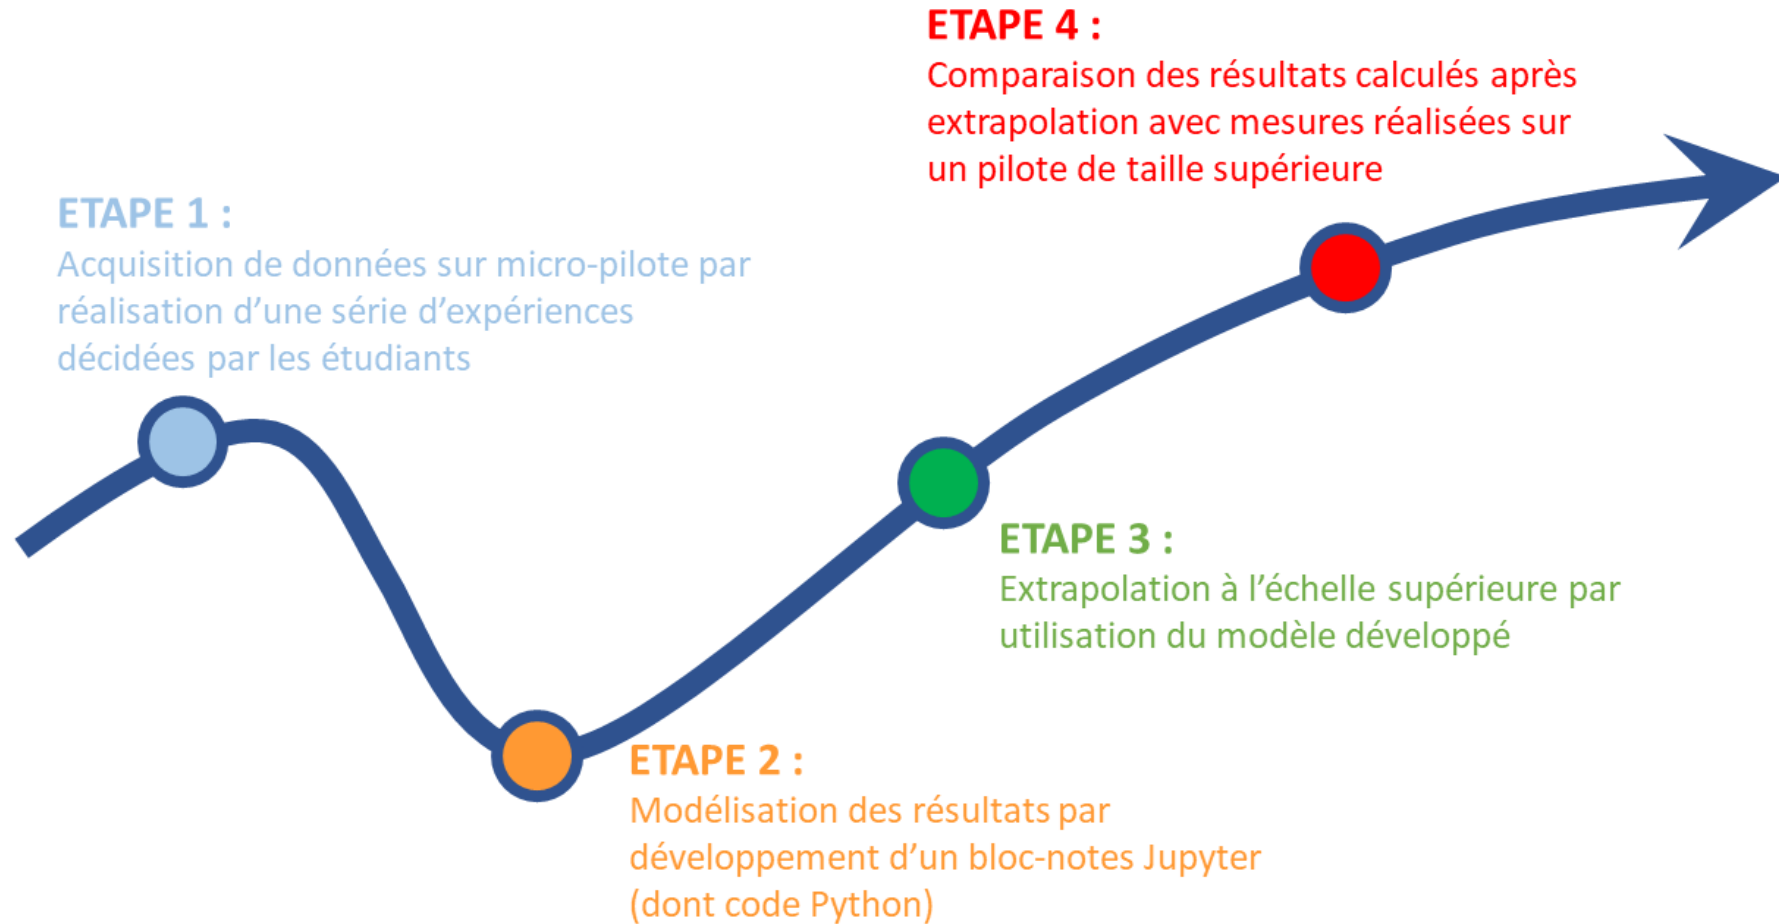 ETAPE 1 :
Acquisition de données sur micro-pilote par
réalisation d’une série d’expériences
décidées par les étudiants
ETAPE 2 :
Modélisation des résultats par
développement d’un bloc-notes Jupyter
(dont code Python)
ETAPE 3 :
Extrapolation à l’échelle supérieure par
utilisation du modèle développé
ETAPE 4 :
Comparaison des résultats calculés après
extrapolation avec mesures réalisées sur
un pilote de taille supérieure